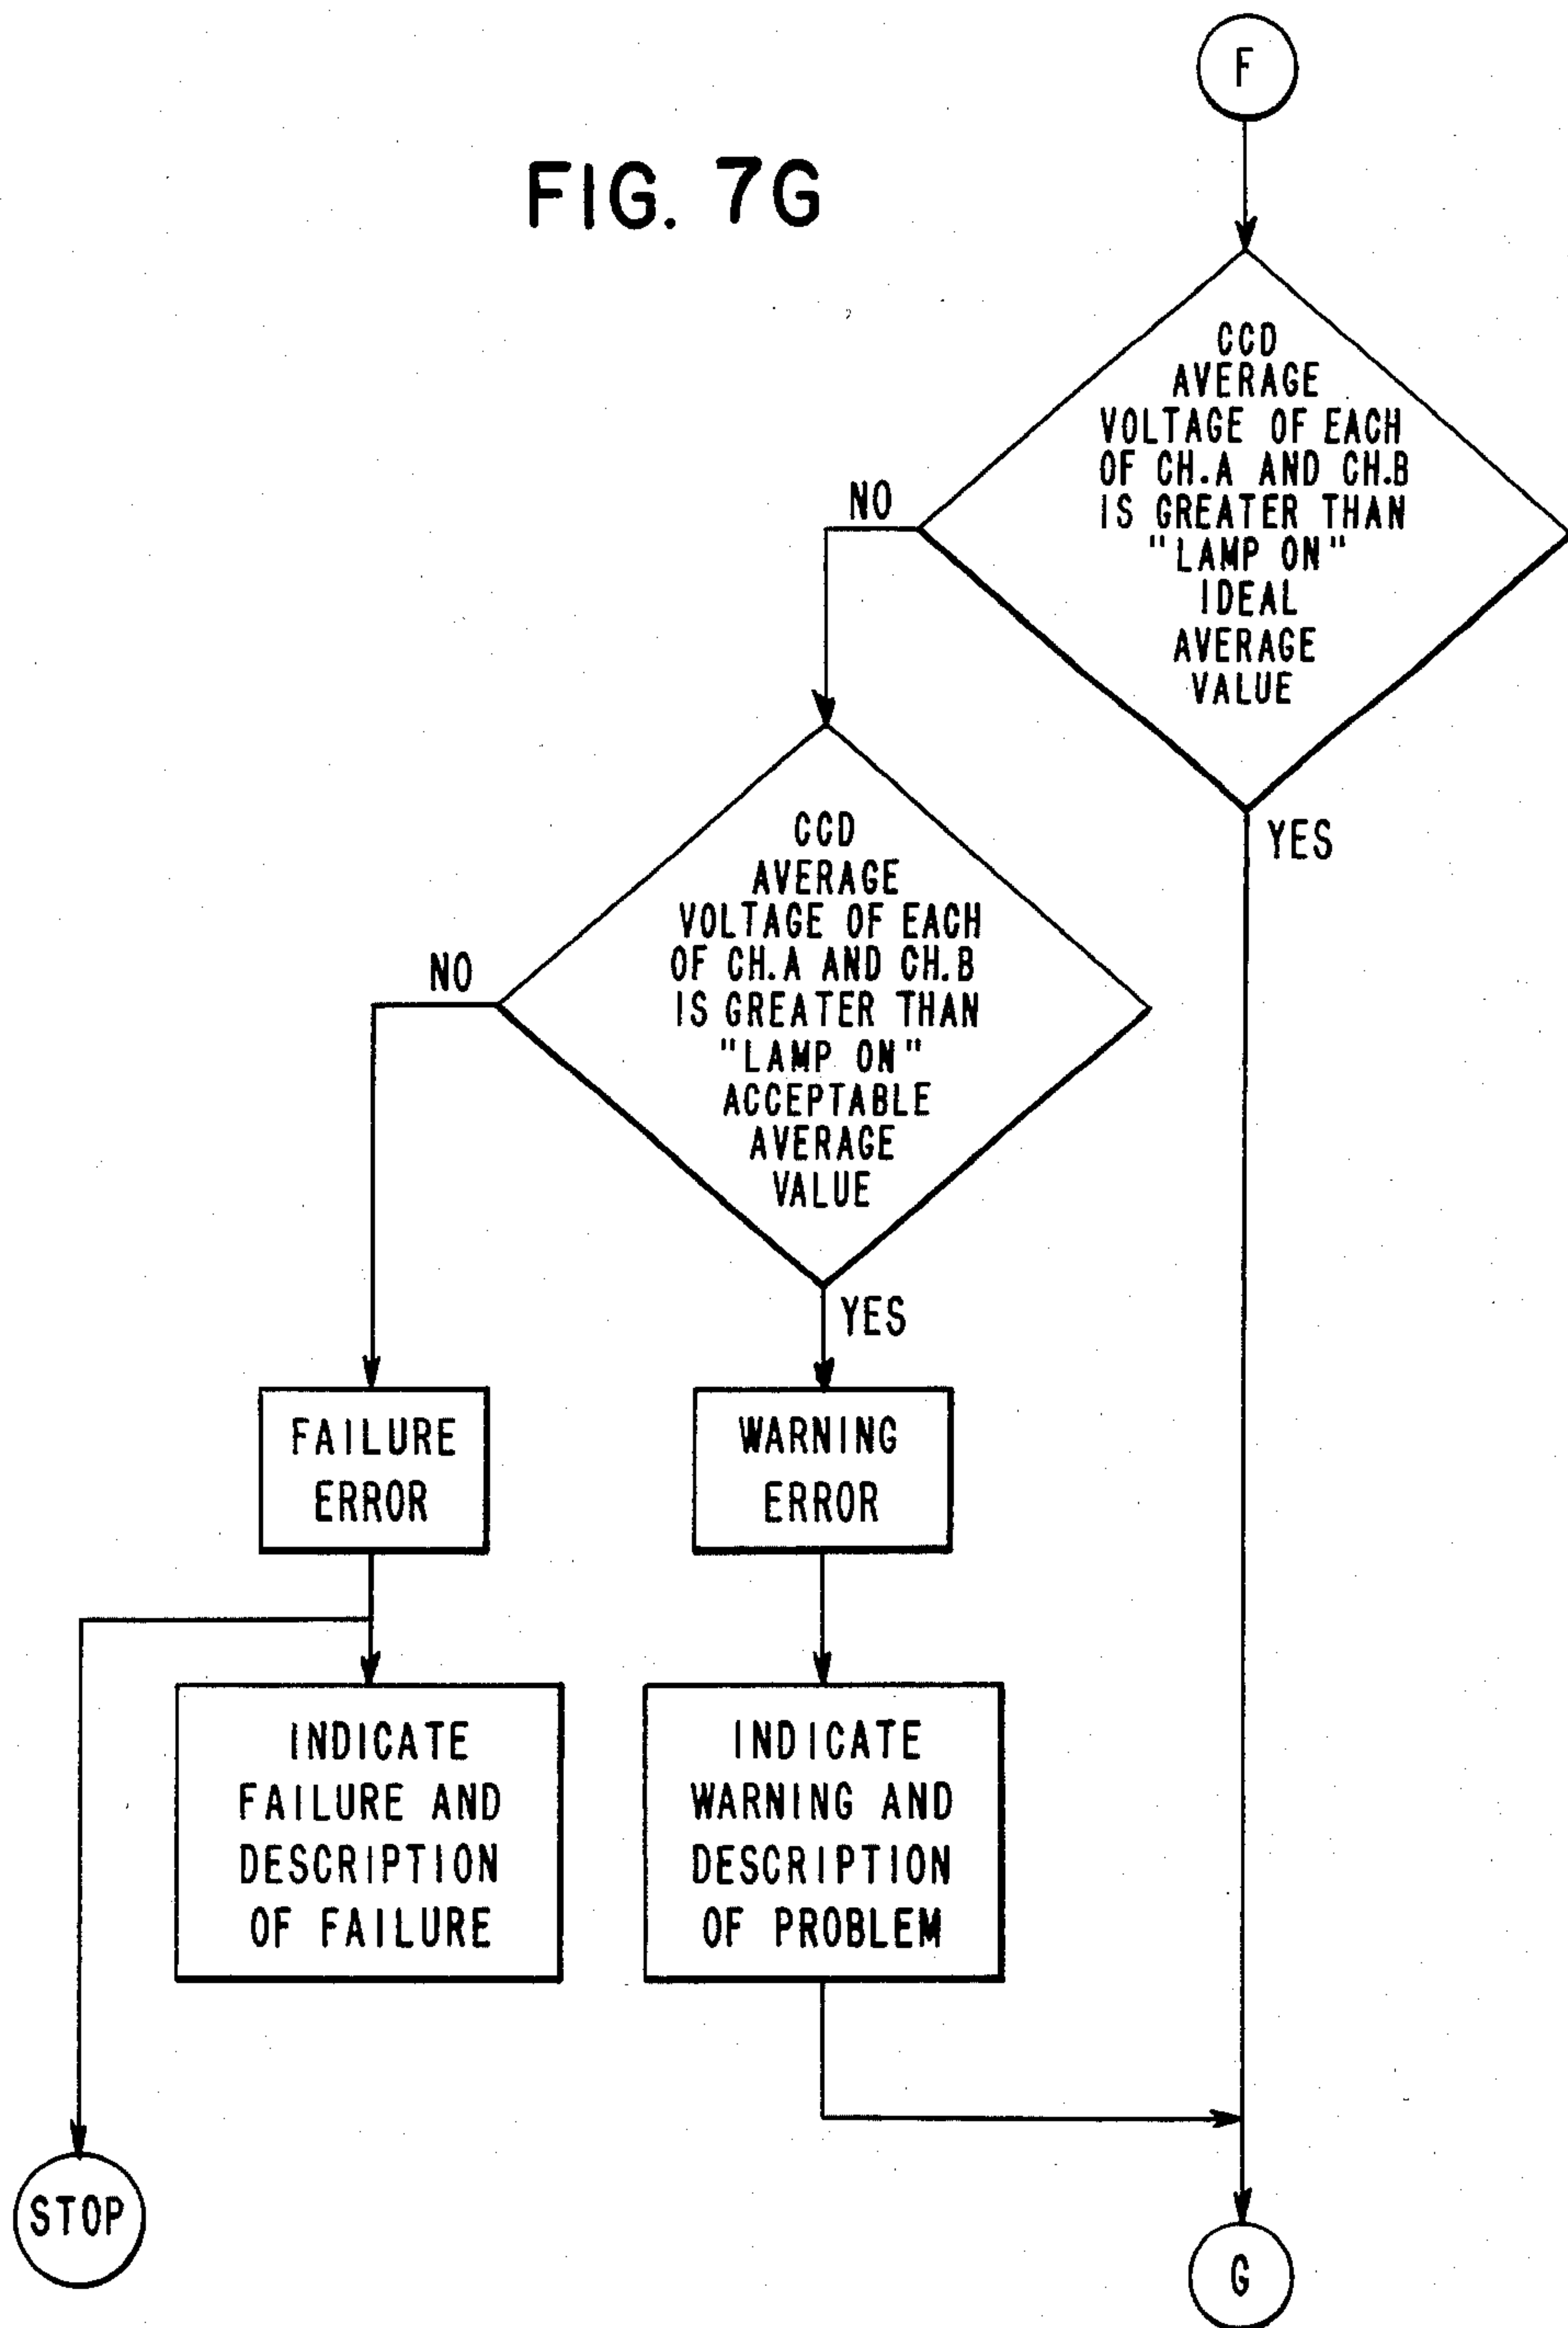 F
FIG. 7G
CCD
AVERAGE
VOLTAGE OF EACH
OF CH.A AND CH.B
IS GREATER THAN
"LAMP ON"
IDEAL
AVERAGE
VALUE
NO
YES
CCD
AVERAGE
VOLTAGE OF EACH
OF CH.A AND CH.B
IS GREATER THAN
"LAMP ON"
ACCEPTABLE
AVERAGE
VALUE
NO
YES
FAILURE
ERROR
WARNING
ERROR
INDICATE
FAILURE AND
DESCRIPTION
OF FAILURE
INDICATE
WARNING AND
DESCRIPTION
OF PROBLEM
STOP
G